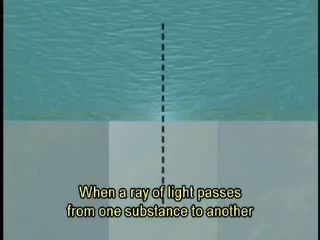 When a ray of light passes
from one substance to another